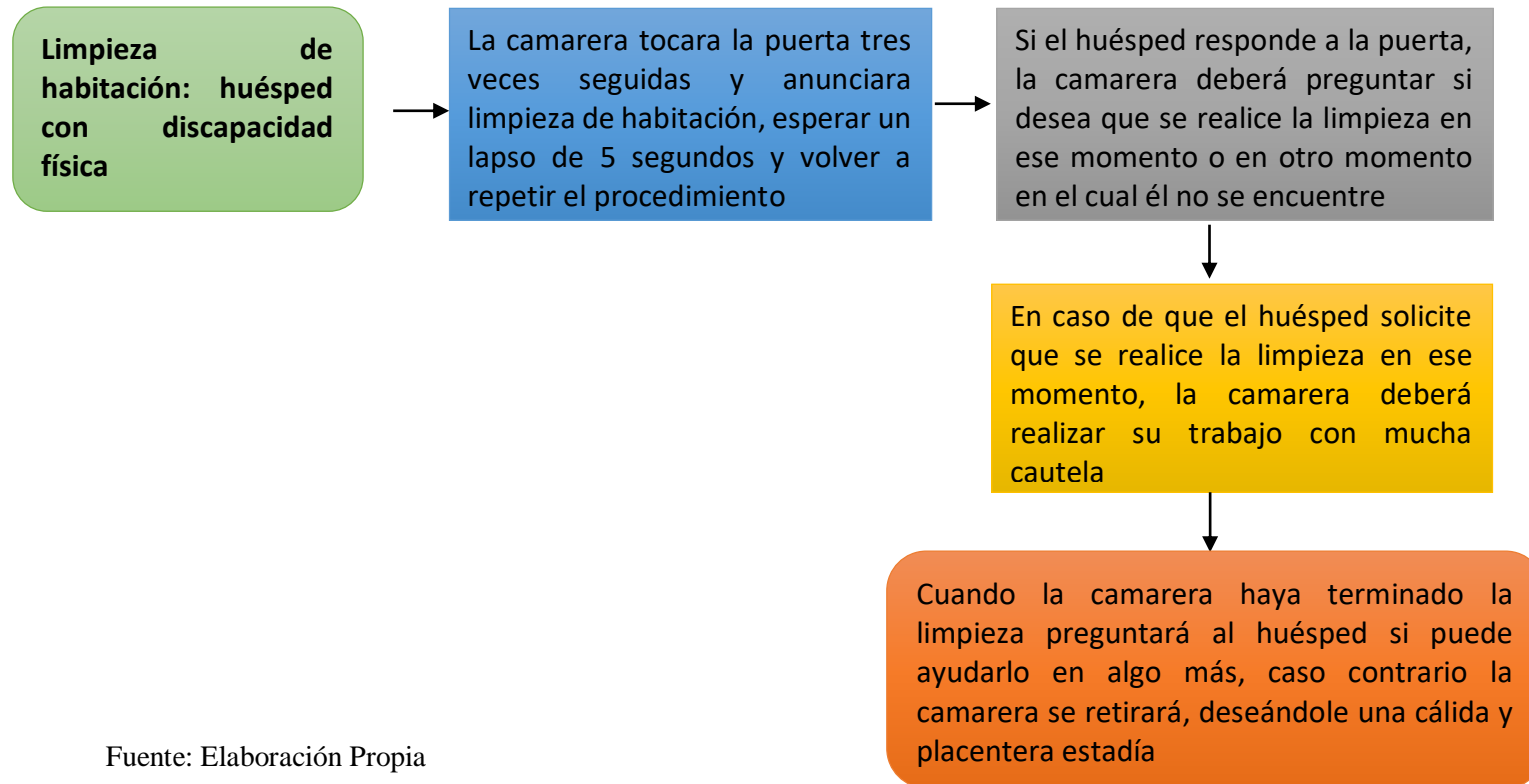 Limpieza de
habitación: huésped
con discapacidad
física
La camarera tocara la puerta tres
veces seguidas y anunciara
limpieza de habitación, esperar un
lapso de 5 segundos y volver a
repetir el procedimiento
Si el huésped responde a la puerta,
la camarera deberá preguntar si
desea que se realice la limpieza en
ese momento o en otro momento
en el cual él no se encuentre
En caso de que el huésped solicite
que se realice la limpieza en ese
momento, la camarera deberá
realizar su trabajo con mucha
cautela
Cuando la camarera haya terminado la
limpieza preguntará al huésped si puede
ayudarlo en algo más, caso contrario la
camarera se retirará, deseándole una cálida y
placentera estadía
Fuente: Elaboración Propia